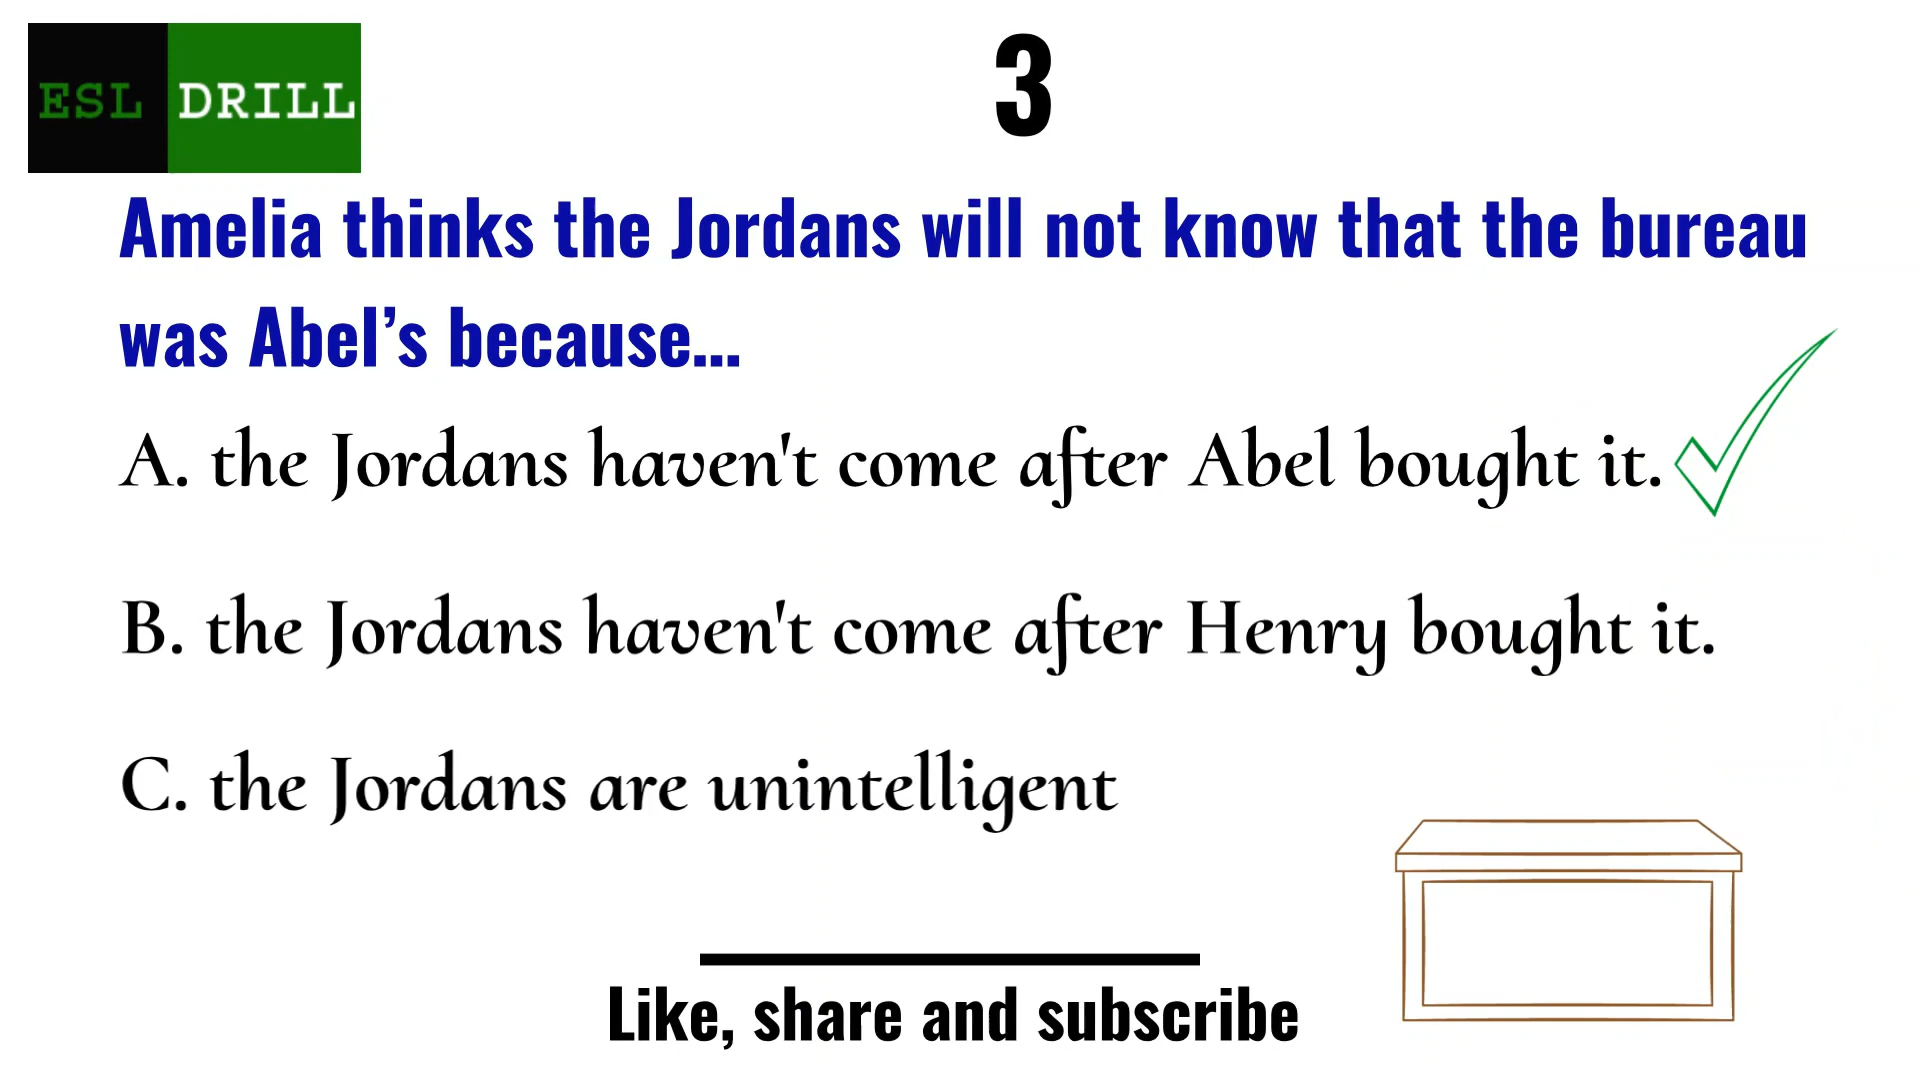 ESL DRILL
3
Amelia thinks the Jordans will not know that the bureau
was Abel’s because...
A. the Jordans haven't come after Abel bought it.
B. the Jordans haven't come after Henry bought it.
C. the Jordans are unintelligent
Like, share and subscribe